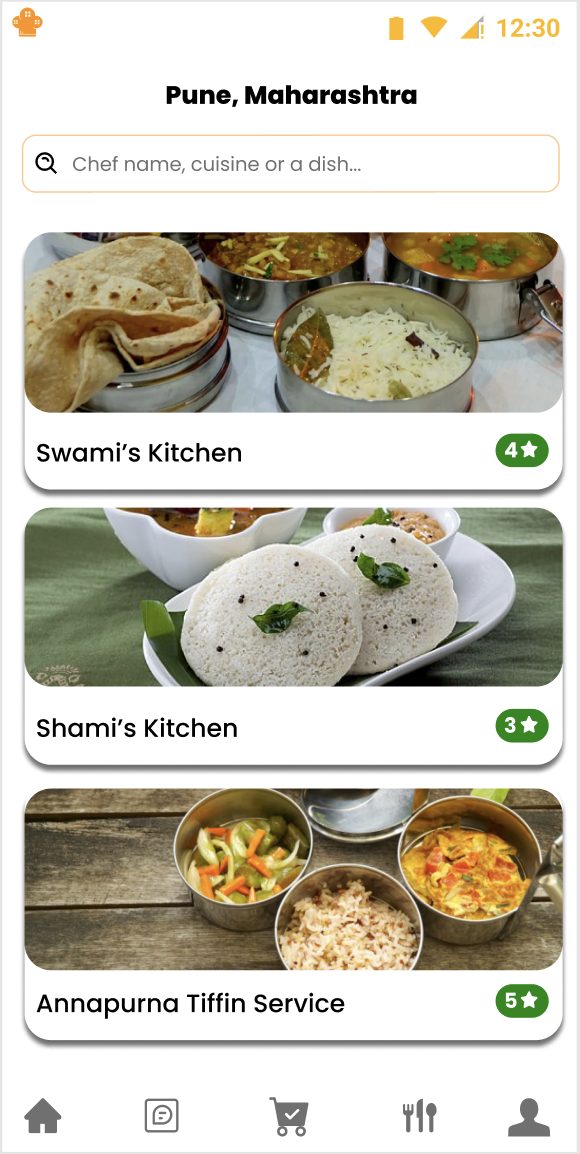 12:30
Pune, Maharashtra
Chef name, cuisine or a dish...
Swami’s Kitchen
4
Shami’s Kitchen
3
Annapurna Tiffin Service
5